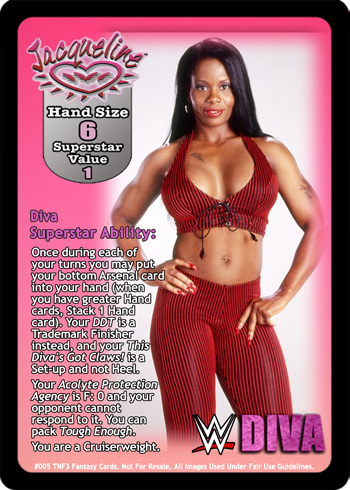 Jacqueline™
Hand Size
6
Superstar
Value
1
Diva
Superstar Ability:
Once during each of
your turns you may put
your bottom Arsenal card
into your hand (when
you have greater Hand
cards, Stack 1 Hand
card). Your DDT is a
Trademark Finisher
instead, and your This
Diva's Got Claws! is a
Set-up and not Heel.
Your Acolyte Protection
Agency is F: 0 and your
opponent cannot
respond to it. You can
pack Tough Enough.
You are a Cruiserweight.
W DIVA
#005 TNF3 Fantasy Cards. Not For Resale. All Images Used Under Fair Use Guidelines.